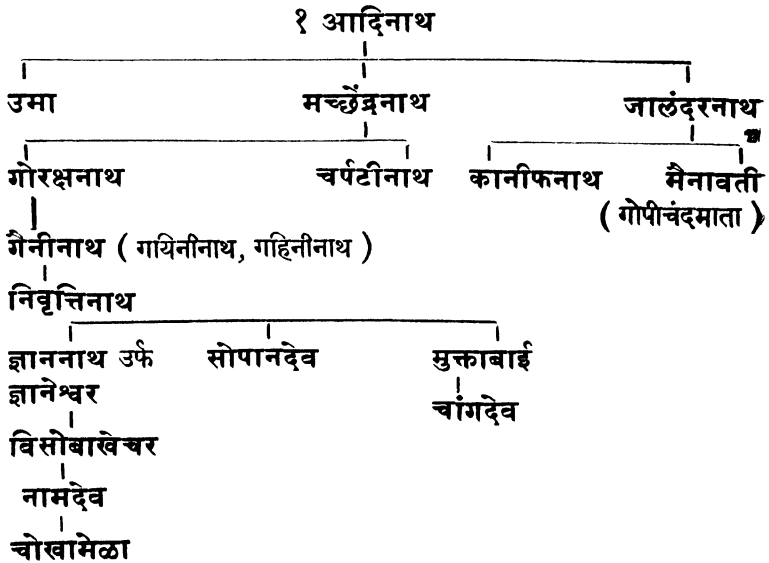 १ आदिनाथ
उमा मच्छेंद्रनाथ जालंदरनाथ
गोरक्षनाथ चर्पटीनाथ कानीफनाथ मैनावती
( गोपीचंदमाता )
गैनीनाथ ( गायिनीनाथ, गहिनीनाथ )
निवृत्तिनाथ
ज्ञाननाथ उर्फ सोपानदेव मुक्ताबाई
ज्ञानेश्वर चांगदेव
विसोबाखेचर
नामदेव
चोखामेळा